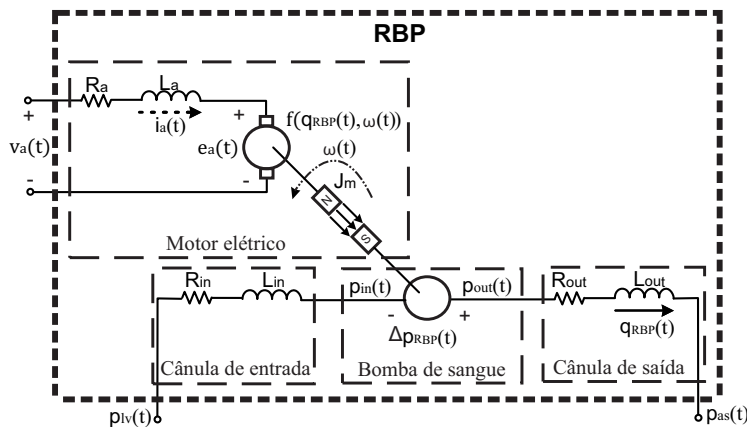 RBP
Ra
La
ia(t)
+
va(t)
-
+
ea(t)
-
f(qRBP(t),ω(t))
ω(t)
Jm
N
S
Motor elétrico
Rin
Lin
pin(t)
pout(t)
Rout
Lout
-
+
ΔpRBP(t)
qRBP(t)
Cânula de entrada
Bomba de sangue
Cânula de saída
plv(t)
pas(t)